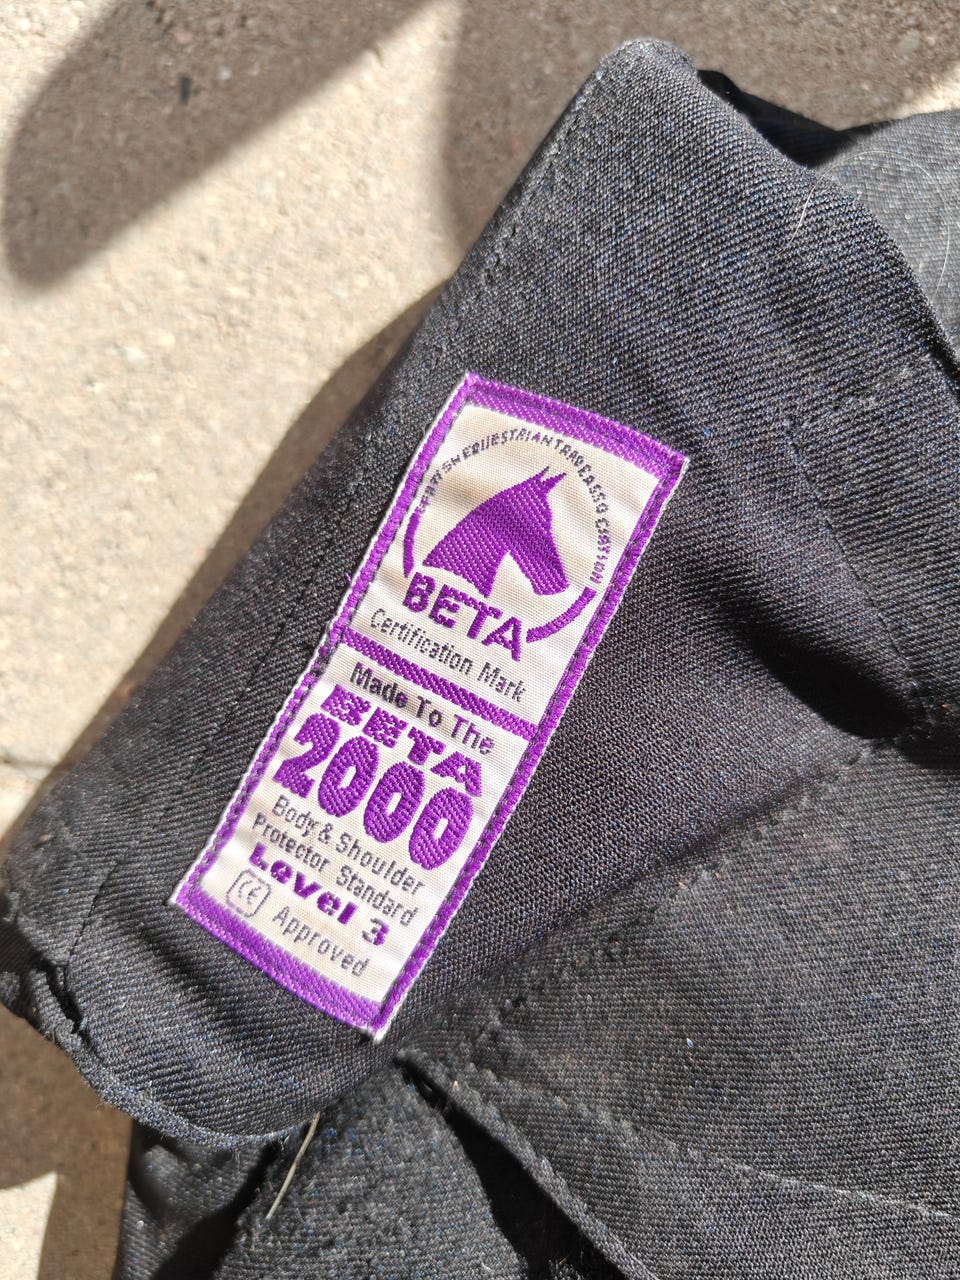 BRITISH EQUESTRIAN TRADE ASSOCIATION
BETA
Certification Mark
Made To The
BETA
2000
Body & Shoulder
Protector Standard
Level 3
CE Approved